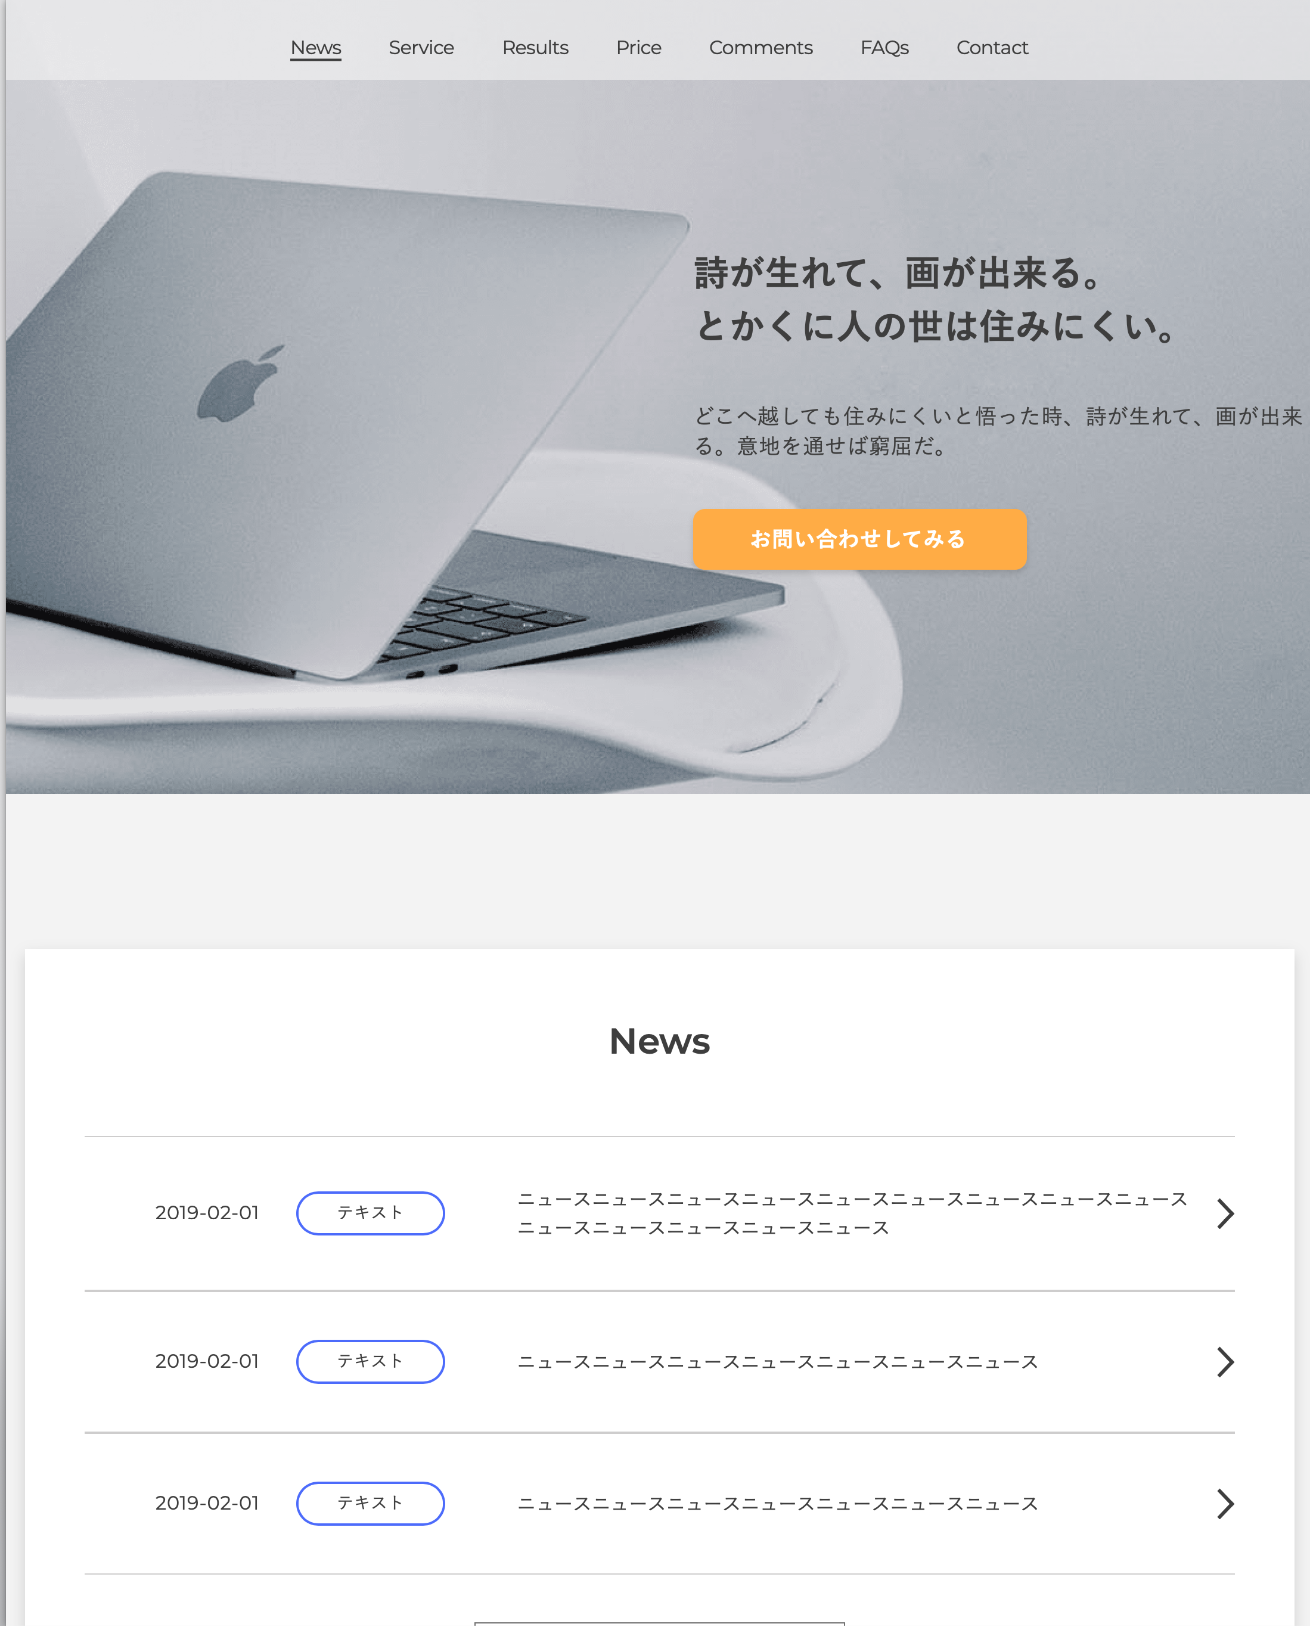 News Service Results Price Comments FAQs Contact
詩が生れて、画が出来る。
とかくに人の世は住みにくい。
どこへ越しても住みにくいと悟った時、詩が生れて、画が出来
る。意地を通せば窮屈だ。
お問い合わせしてみる
News
2019-02-01 テキスト ニュースニュースニュースニュースニュースニュースニュースニュースニュース
ニュースニュースニュースニュースニュース
2019-02-01 テキスト ニュースニュースニュースニュースニュースニュースニュース
2019-02-01 テキスト ニュースニュースニュースニュースニュースニュースニュース